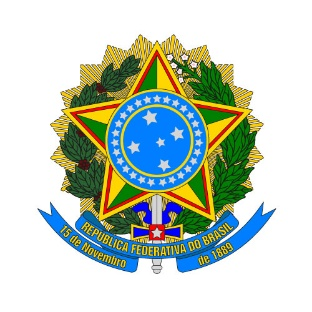 REPÚBLICA FEDERATIVA DO BRASIL
15 de Novembro
de 1889